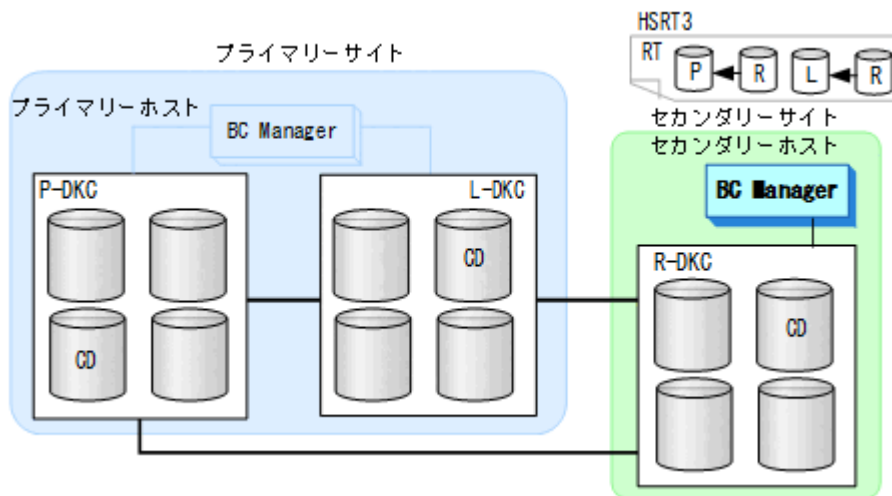 HSRT3
RT
P
R
L
R
プライマリーサイト
プライマリーホスト
BC Manager
セカンダリーサイト
セカンダリーホスト
BC Manager
P-DKC
L-DKC
CD
CD
R-DKC
CD